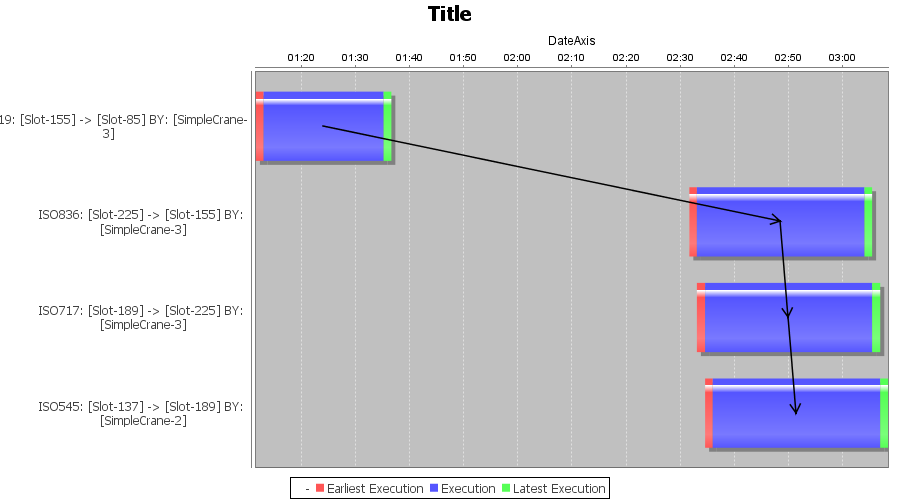 Title
DateAxis
01:20 01:30 01:40 01:50 02:00 02:10 02:20 02:30 02:40 02:50 03:00
19: [Slot-155] -> [Slot-85] BY: [SimpleCrane-
3]
ISO836: [Slot-225] -> [Slot-155] BY:
[SimpleCrane-3]
ISO717: [Slot-189] -> [Slot-225] BY:
[SimpleCrane-3]
ISO545: [Slot-137] -> [Slot-189] BY:
[SimpleCrane-2]
- Earliest Execution Execution Latest Execution